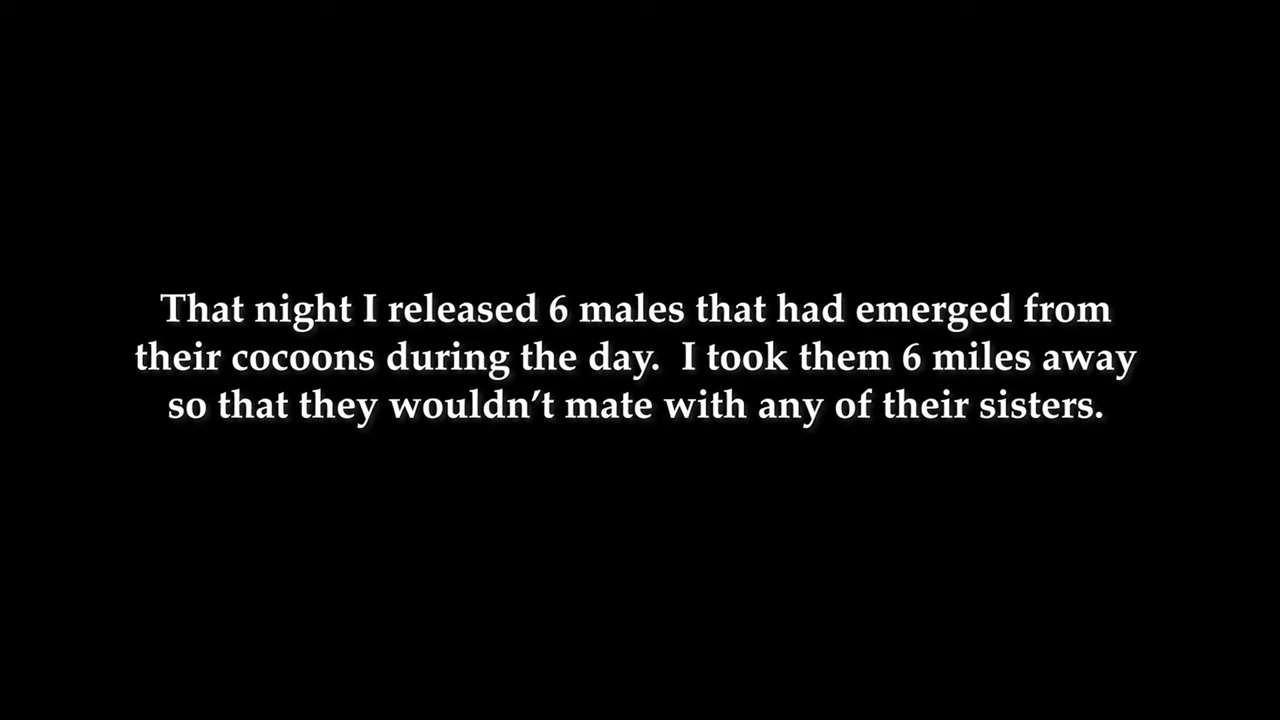 That night I released 6 males that had emerged from
their cocoons during the day.  I took them 6 miles away
so that they wouldn’t mate with any of their sisters.